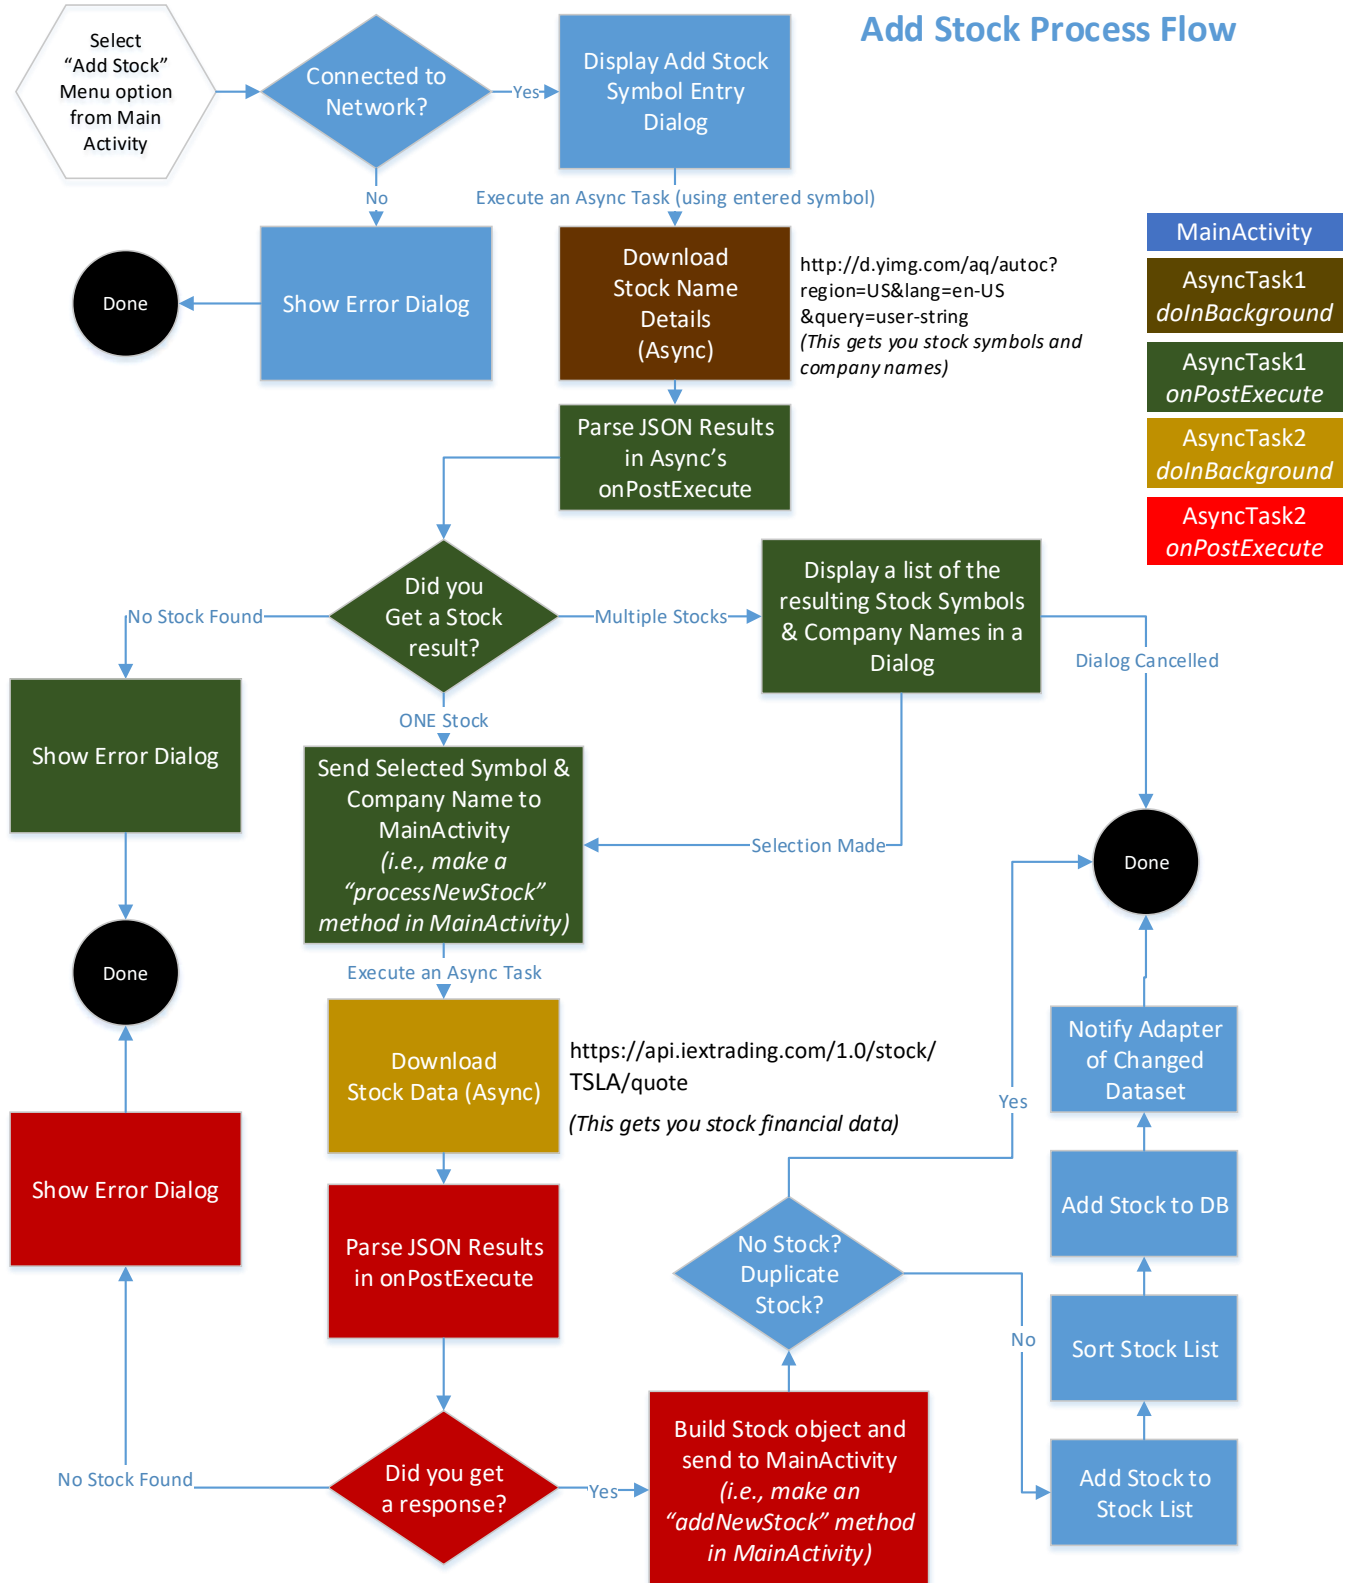 Add Stock Process Flow
Select
“Add Stock”
Menu option
from Main
Activity
Connected to
Network?
Yes
Display Add Stock
Symbol Entry
Dialog
No
Execute an Async Task (using entered symbol)
Done
Show Error Dialog
Download
Stock Name
Details
(Async)
http://d.yimg.com/aq/autoc?
region=US&lang=en-US
&query=user-string
(This gets you stock symbols and
company names)
MainActivity
AsyncTask1
doInBackground
AsyncTask1
onPostExecute
AsyncTask2
doInBackground
AsyncTask2
onPostExecute
Parse JSON Results
in Async’s
onPostExecute
Did you
Get a Stock
result?
No Stock Found
Multiple Stocks
Display a list of the
resulting Stock Symbols
& Company Names in a
Dialog
Dialog Cancelled
Show Error Dialog
ONE Stock
Send Selected Symbol &
Company Name to
MainActivity
(i.e., make a
“processNewStock”
method in MainActivity)
Selection Made
Done
Done
Execute an Async Task
Download
Stock Data (Async)
https://api.iextrading.com/1.0/stock/
TSLA/quote
(This gets you stock financial data)
Notify Adapter
of Changed
Dataset
Yes
Show Error Dialog
Parse JSON Results
in onPostExecute
No Stock?
Duplicate
Stock?
Add Stock to DB
No
Sort Stock List
No Stock Found
Did you get
a response?
Yes
Build Stock object and
send to MainActivity
(i.e., make an
“addNewStock” method
in MainActivity)
Add Stock to
Stock List